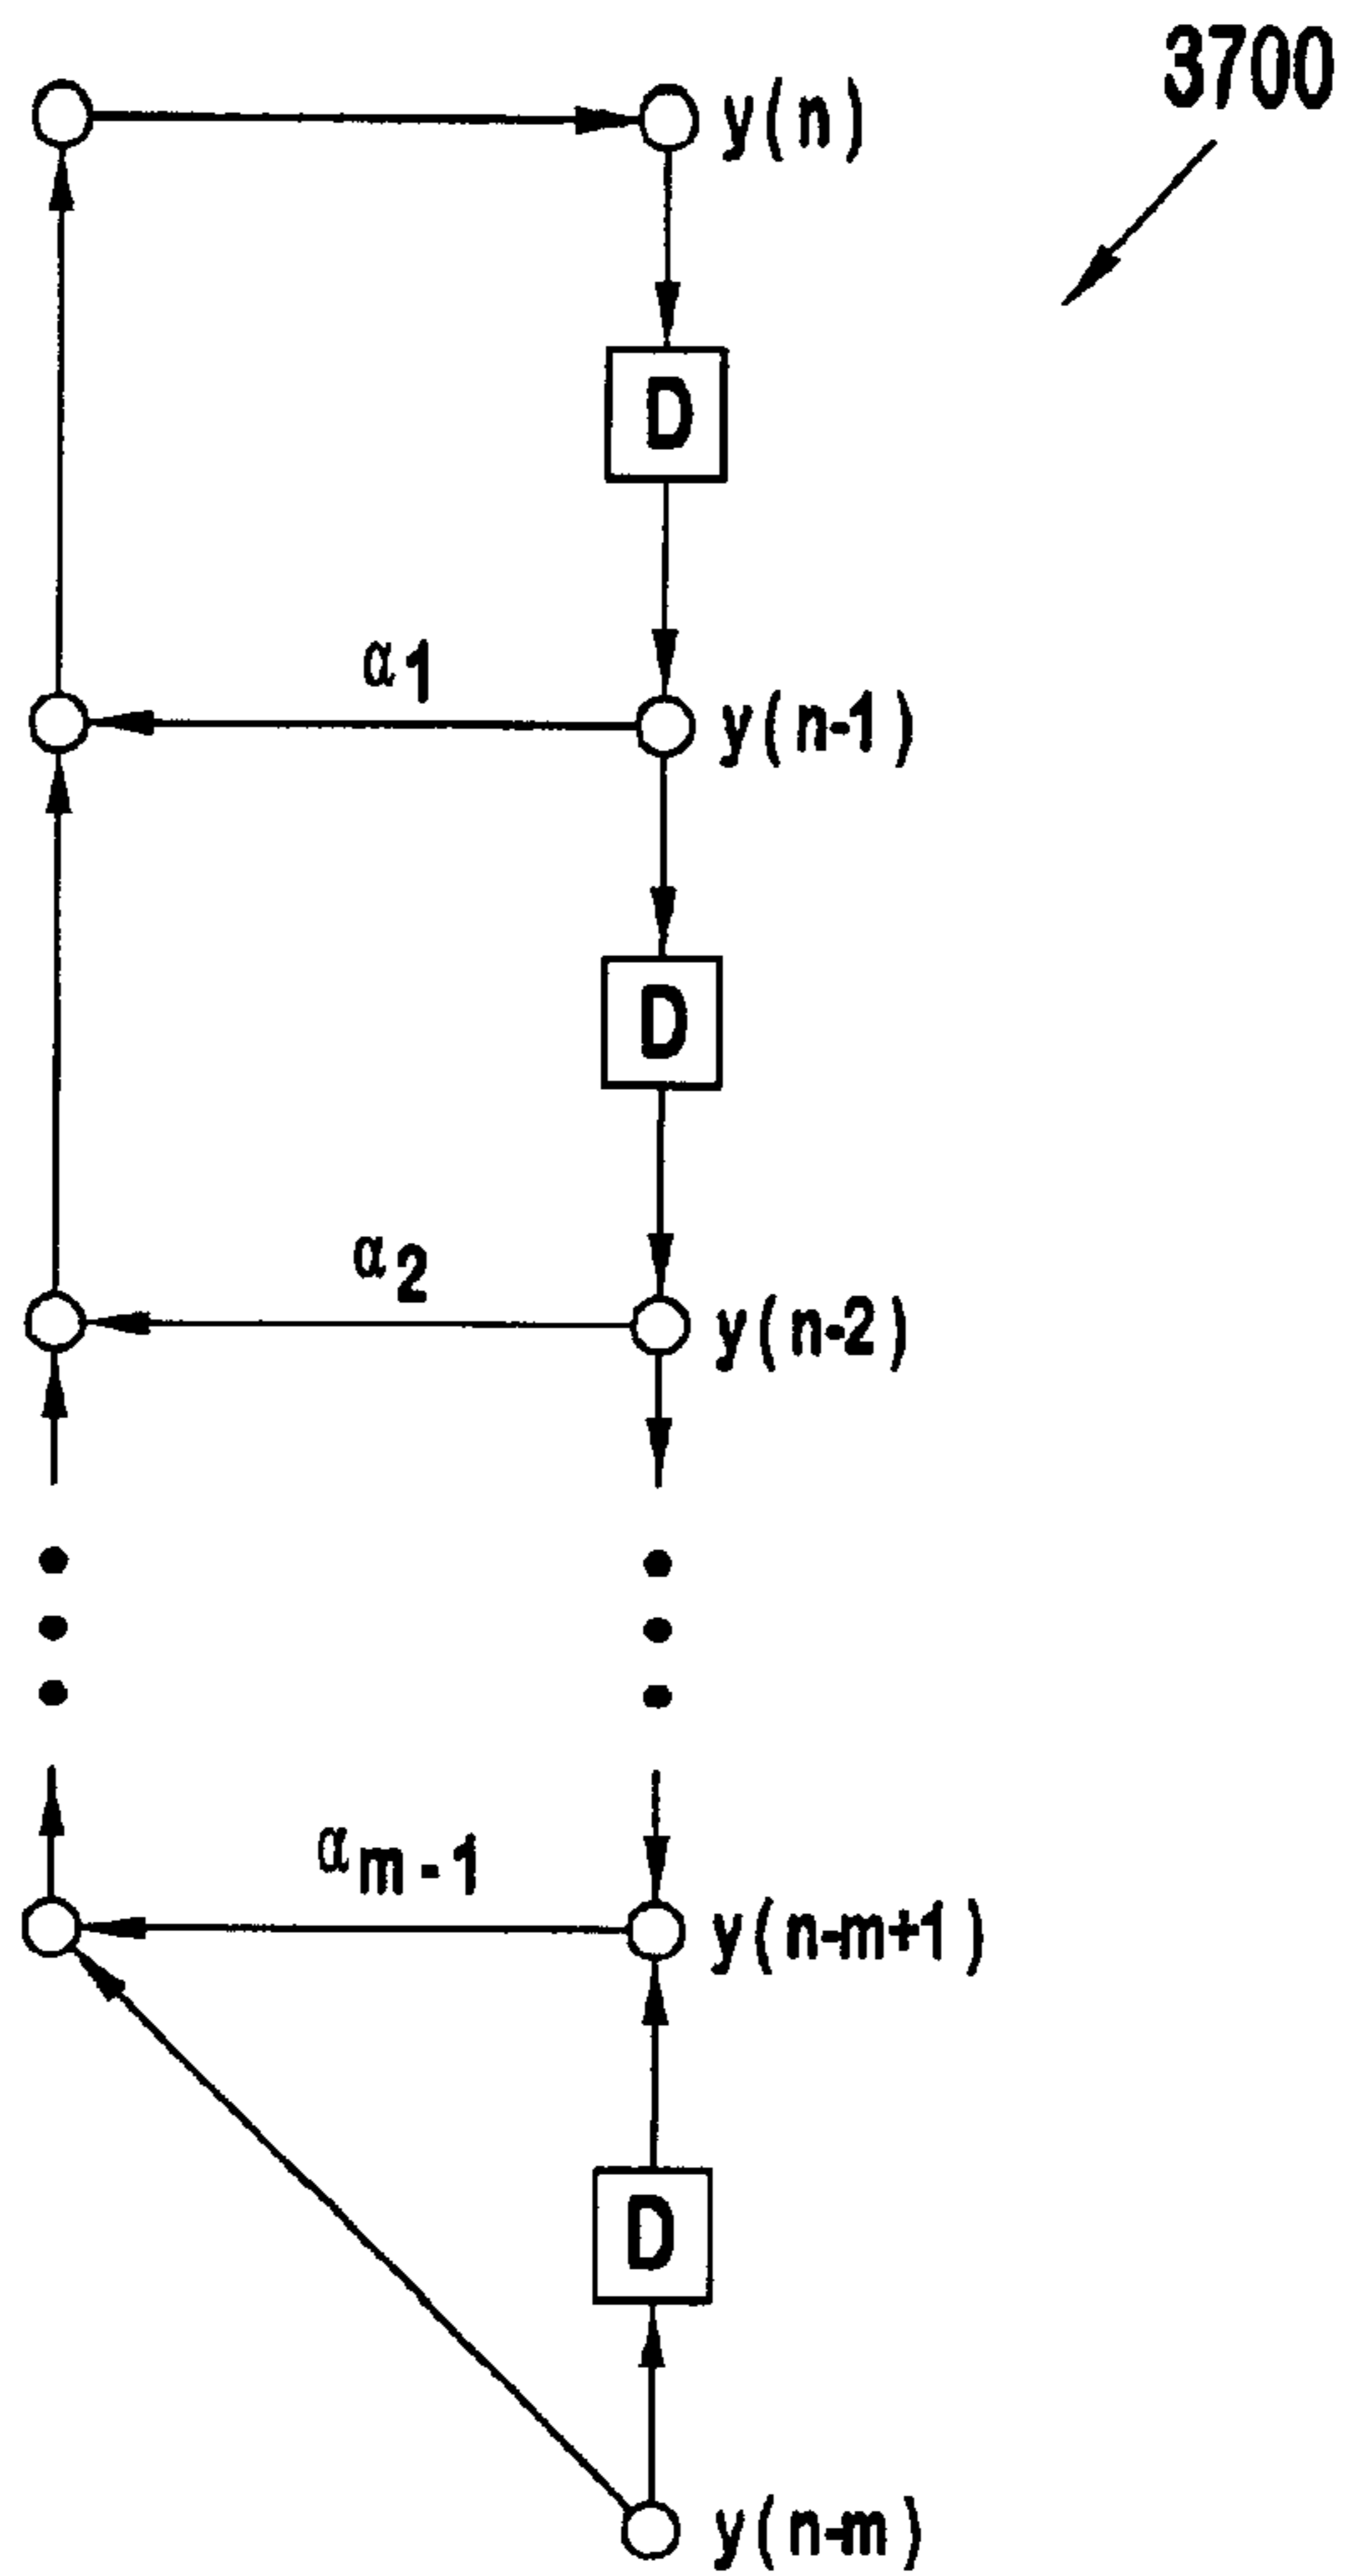 3700
y(n)
D
α1
y(n-1)
D
α2
y(n-2)
αm-1
y(n-m+1)
D
y(n-m)